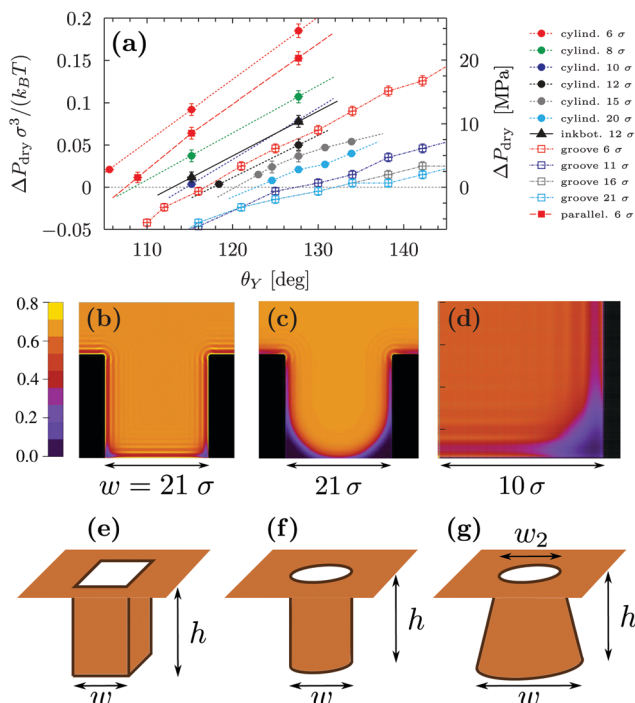 (a)
0.2
0.15
0.1
0.05
0
-0.05
ΔP_dry σ³/(k_B T)
110
120
130
140
θ_Y [deg]
20
10
0
ΔP_dry [MPa]
cylind. 6 σ
cylind. 8 σ
cylind. 10 σ
cylind. 12 σ
cylind. 15 σ
cylind. 20 σ
inkbot. 12 σ
groove 6 σ
groove 11 σ
groove 16 σ
groove 21 σ
parallel. 6 σ
0.8
0.6
0.4
0.2
0.0
(b)
(c)
(d)
w = 21 σ
21 σ
10 σ
(e)
(f)
(g)
w₂
h
h
h
w
w
w